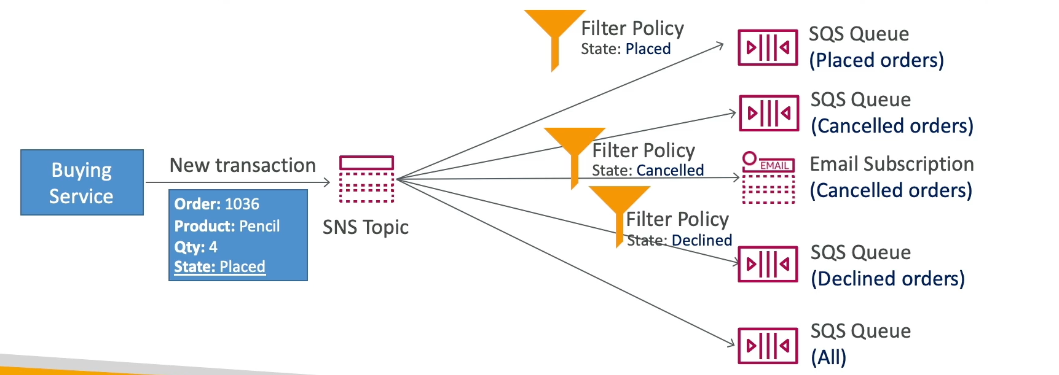 Filter Policy
State: Placed
SQS Queue
(Placed orders)
SQS Queue
(Cancelled orders)
Buying
Service
New transaction
Order: 1036
Product: Pencil
Qty: 4
State: Placed
SNS Topic
Filter Policy
State: Cancelled
EMAIL
Email Subscription
(Cancelled orders)
Filter Policy
State: Declined
SQS Queue
(Declined orders)
SQS Queue
(All)